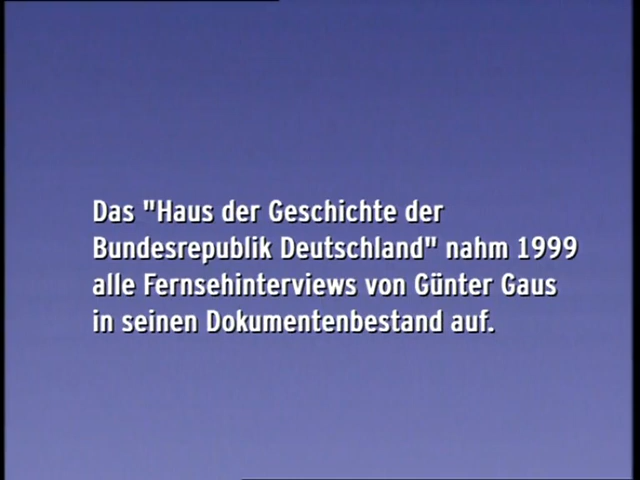 Das "Haus der Geschichte der
Bundesrepublik Deutschland" nahm 1999
alle Fernsehinterviews von Günter Gaus
in seinen Dokumentenbestand auf.